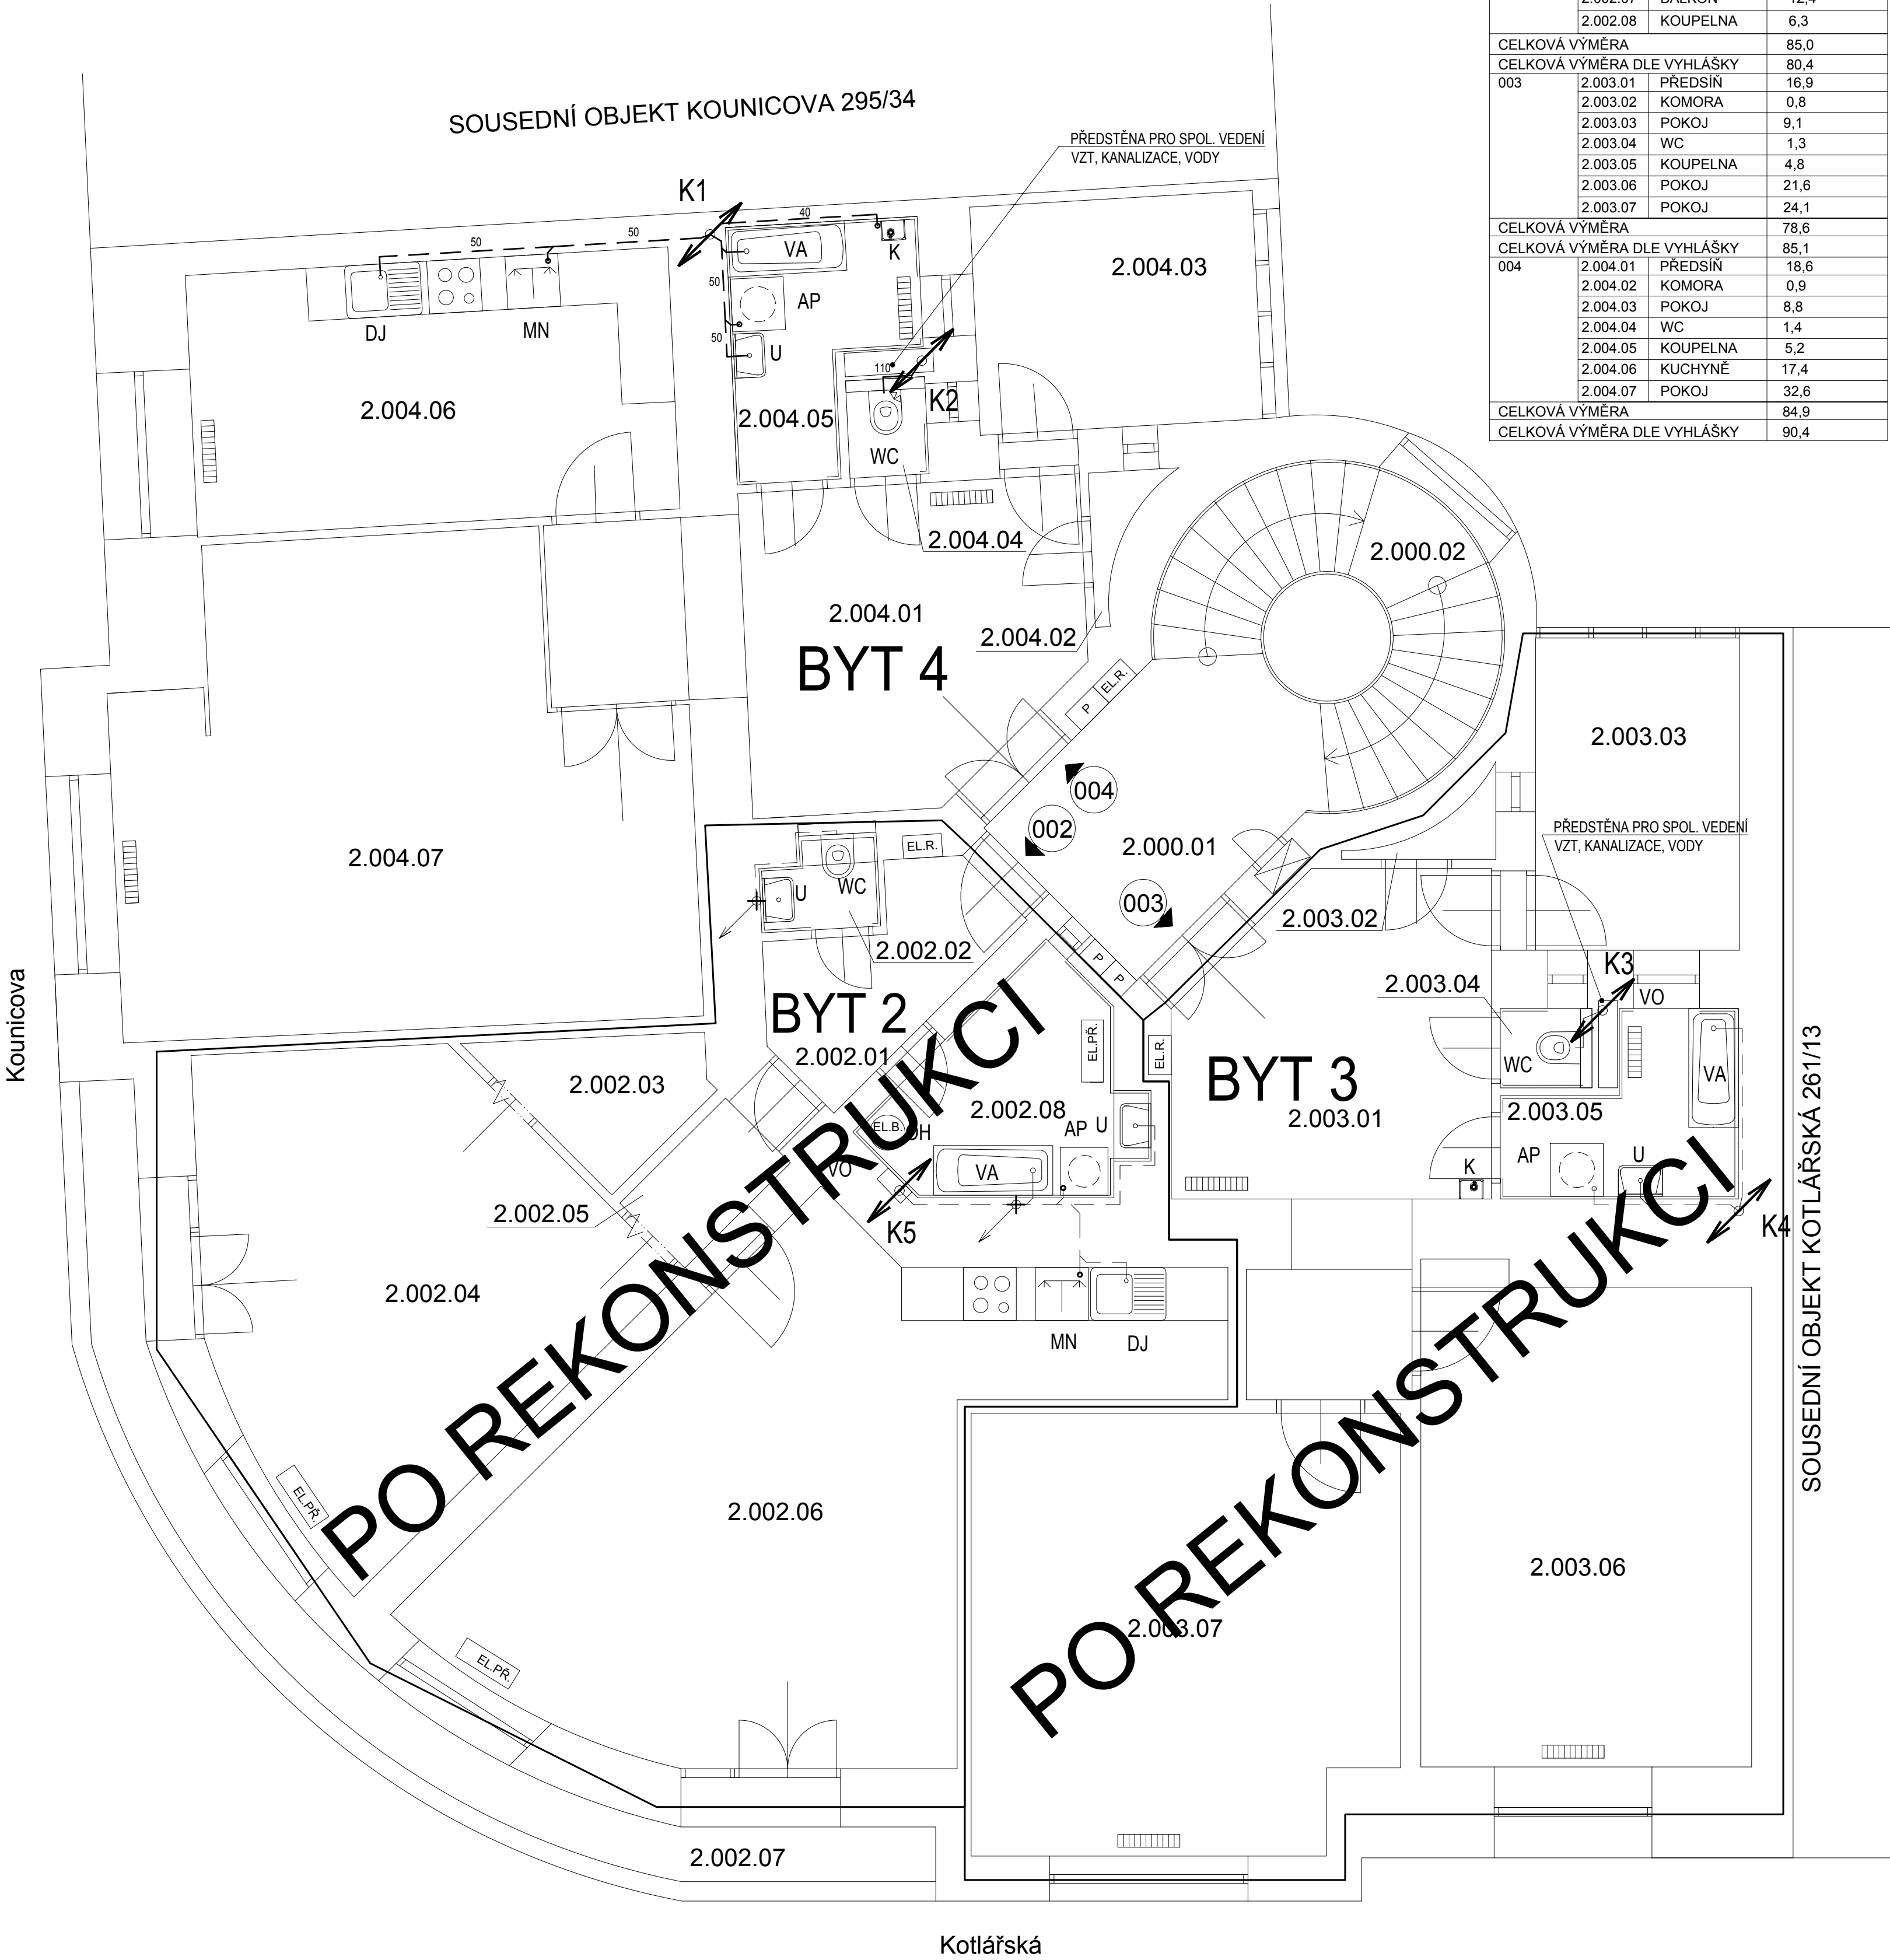 2.002.08 KOUPELNA 6,3
CELKOVÁ VÝMĚRA 85,0
CELKOVÁ VÝMĚRA DLE VYHLÁŠKY 80,4
003 2.003.01 PŘEDSÍŇ 16,9
2.003.02 KOMORA 0,8
2.003.03 POKOJ 9,1
2.003.04 WC 1,3
2.003.05 KOUPELNA 4,8
2.003.06 POKOJ 21,6
2.003.07 POKOJ 24,1
CELKOVÁ VÝMĚRA 78,6
CELKOVÁ VÝMĚRA DLE VYHLÁŠKY 85,1
004 2.004.01 PŘEDSÍŇ 18,6
2.004.02 KOMORA 0,9
2.004.03 POKOJ 8,8
2.004.04 WC 1,4
2.004.05 KOUPELNA 5,2
2.004.06 KUCHYNĚ 17,4
2.004.07 POKOJ 32,6
CELKOVÁ VÝMĚRA 84,9
CELKOVÁ VÝMĚRA DLE VYHLÁŠKY 90,4
SOUSEDNÍ OBJEKT KOUNICOVA 295/34
PŘEDSTĚNA PRO SPOL. VEDENÍ
VZT, KANALIZACE, VODY
K1
40
50
50
VA
K
2.004.03
50
AP
DJ
MN
50
U
110
K2
2.004.06
2.004.05
WC
2.004.04
2.000.02
2.004.01
2.004.02
BYT 4
EL.R.
P
2.003.03
004
002
2.000.01
PŘEDSTĚNA PRO SPOL. VEDENÍ
VZT, KANALIZACE, VODY
EL.R.
2.004.07
U
WC
003
2.003.02
2.002.02
P
P
K3
2.003.04
VO
BYT 2
2.002.01
EL.PŘ.
EL.R.
Kounicova
2.002.03
BYT 3
WC
VA
2.002.08
2.003.01
2.003.05
EL.B.
OH
AP
U
VO
VA
AP
U
K
2.002.05
K5
K4
SOUSEDNÍ OBJEKT KOTLÁŘSKÁ 261/13
2.002.04
MN
DJ
PO REKONSTRUKCI
PO REKONSTRUKCI
EL.PŘ.
2.002.06
2.003.06
2.003.07
EL.PŘ.
2.002.07
Kotlářská